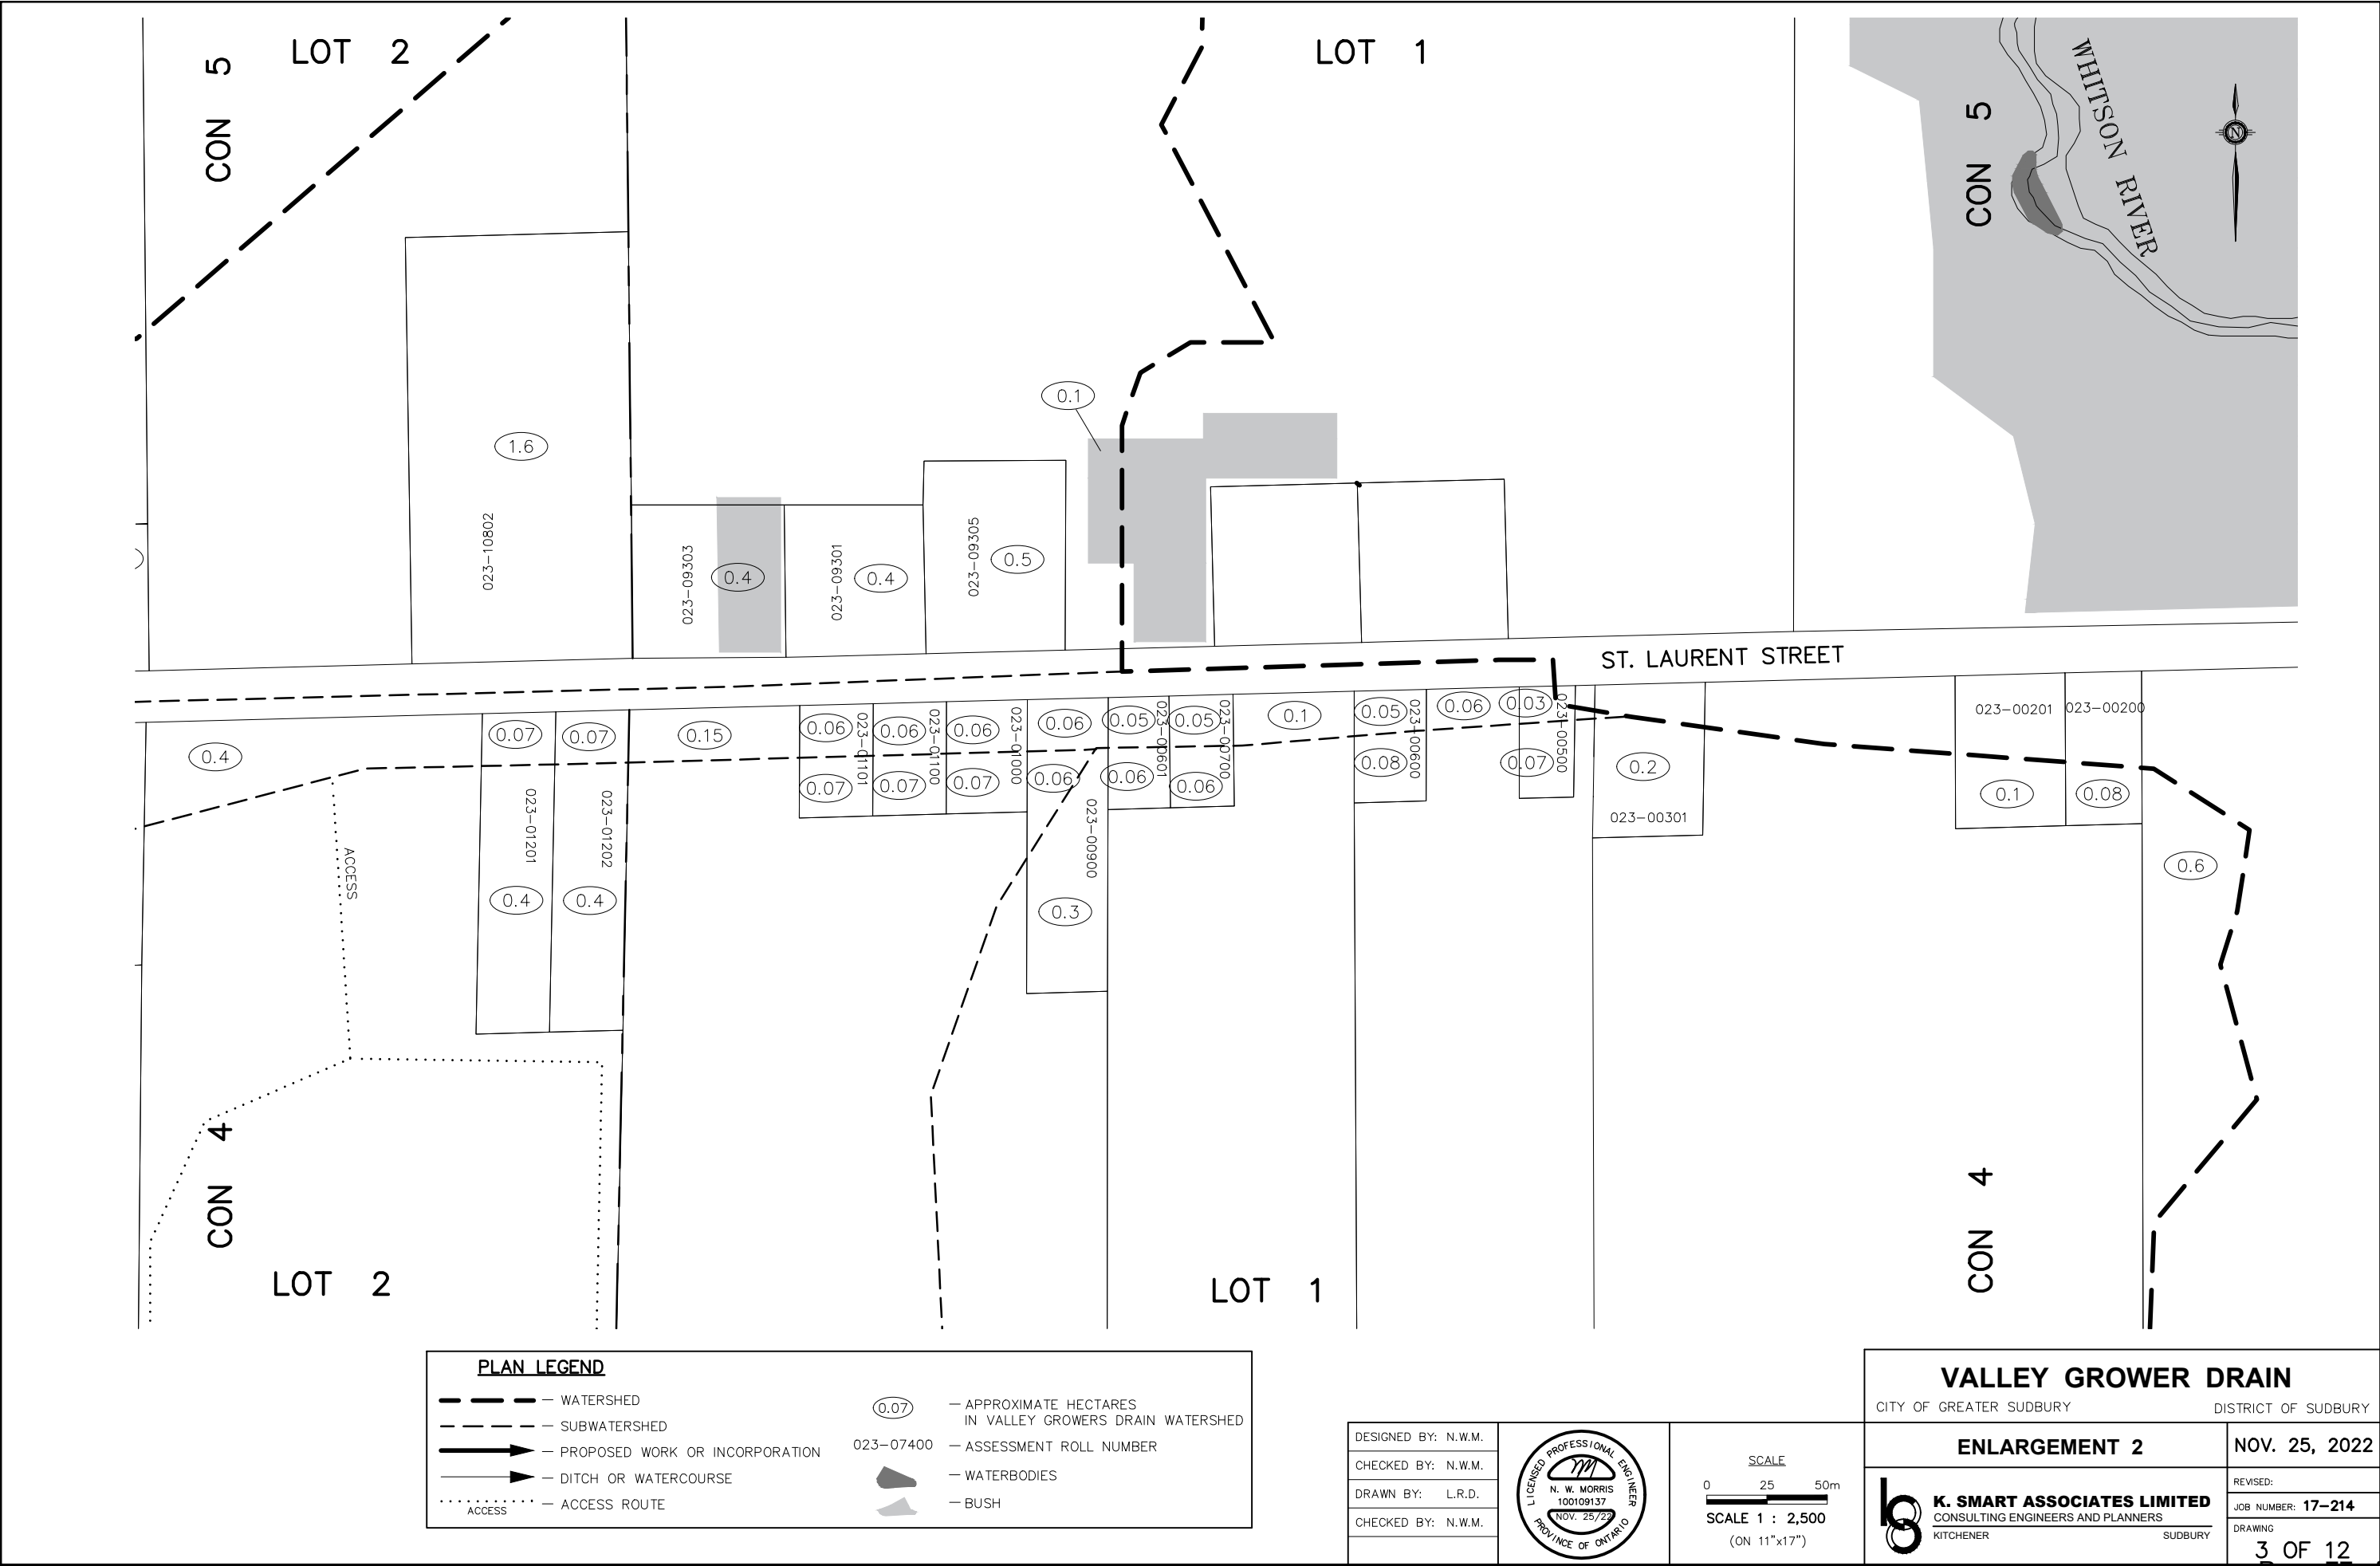 LOT 2
LOT 1
CON 5
CON 5
WHITSON RIVER
N
0.1
1.6
023-10802
023-09303
0.4
023-09301
0.4
023-09305
0.5
ST. LAURENT STREET
0.4
0.07
0.07
0.15
0.06
023-01101
0.06
023-01100
0.06
023-01000
0.06
0.05
023-00601
0.05
023-00700
0.1
0.05
023-00600
0.06
0.03
023-00500
023-00201
023-00200
0.07
0.07
0.07
0.06
0.06
0.06
0.08
0.07
0.2
023-00301
0.1
0.08
023-01201
023-01202
023-00900
ACCESS
0.4
0.4
0.3
0.6
CON 4
CON 4
LOT 2
LOT 1
PLAN LEGEND
— WATERSHED
— SUBWATERSHED
— PROPOSED WORK OR INCORPORATION
— DITCH OR WATERCOURSE
ACCESS — ACCESS ROUTE
0.07 — APPROXIMATE HECTARES
IN VALLEY GROWERS DRAIN WATERSHED
023-07400 — ASSESSMENT ROLL NUMBER
— WATERBODIES
— BUSH
DESIGNED BY: N.W.M.
CHECKED BY: N.W.M.
DRAWN BY: L.R.D.
CHECKED BY: N.W.M.
LICENSED PROFESSIONAL ENGINEER
N. W. MORRIS
100109137
NOV. 25/22
PROVINCE OF ONTARIO
SCALE
0 25 50m
SCALE 1 : 2,500
(ON 11"x17")
VALLEY GROWER DRAIN
CITY OF GREATER SUDBURY DISTRICT OF SUDBURY
ENLARGEMENT 2
NOV. 25, 2022
K. SMART ASSOCIATES LIMITED
CONSULTING ENGINEERS AND PLANNERS
KITCHENER SUDBURY
REVISED:
JOB NUMBER: 17-214
DRAWING
3 OF 12